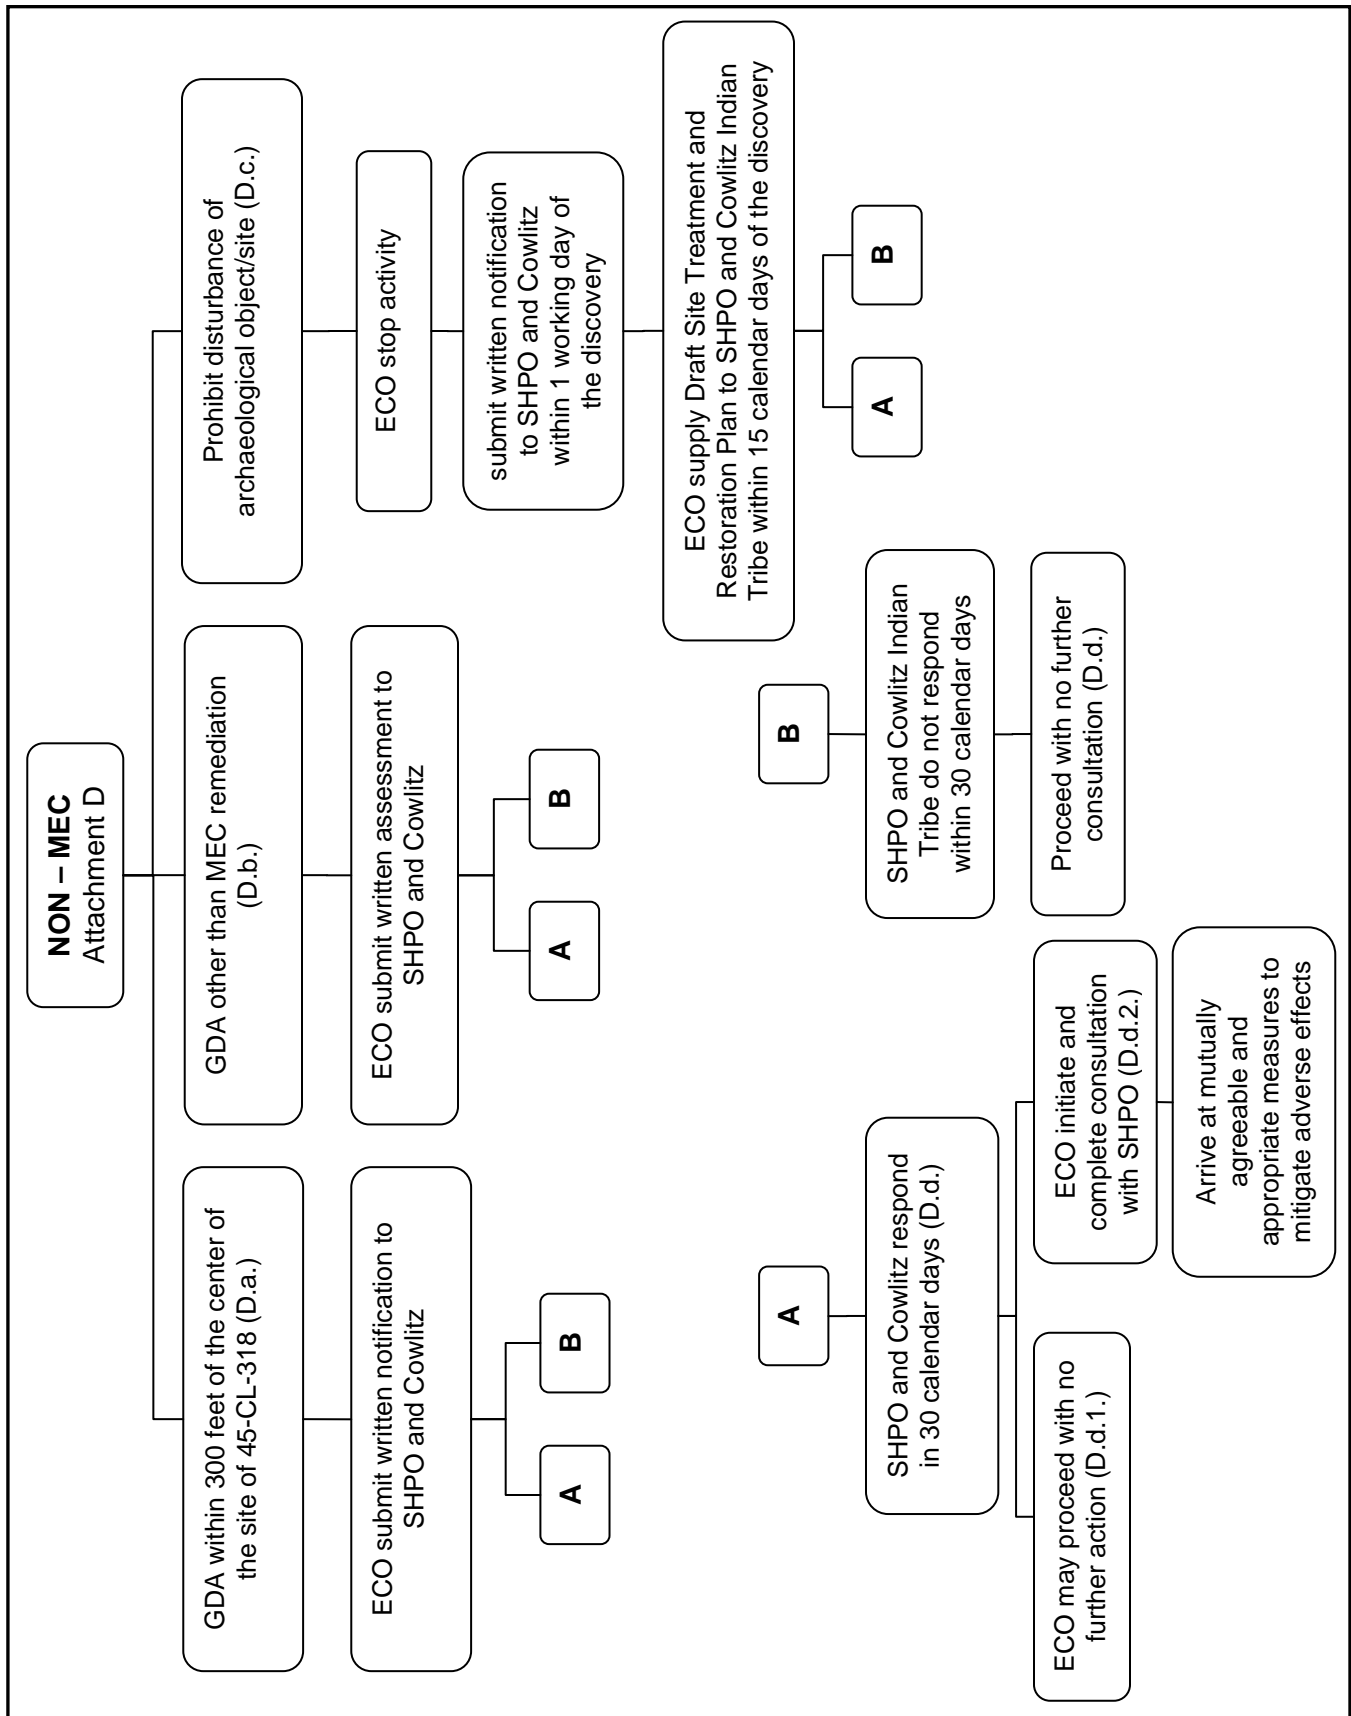 NON – MEC
Attachment D
GDA within 300 feet of the center of
the site of 45-CL-318 (D.a.)
ECO submit written notification to
SHPO and Cowlitz
A
B
GDA other than MEC remediation
(D.b.)
ECO submit written assessment to
SHPO and Cowlitz
A
B
Prohibit disturbance of
archaeological object/site (D.c.)
ECO stop activity
submit written notification
to SHPO and Cowlitz
within 1 working day of
the discovery
ECO supply Draft Site Treatment and
Restoration Plan to SHPO and Cowlitz Indian
Tribe within 15 calendar days of the discovery
A
B
A
SHPO and Cowlitz respond
in 30 calendar days (D.d.)
ECO may proceed with no
further action (D.d.1.)
ECO initiate and
complete consultation
with SHPO (D.d.2.)
Arrive at mutually
agreeable and
appropriate measures to
mitigate adverse effects
B
SHPO and Cowlitz Indian
Tribe do not respond
within 30 calendar days
Proceed with no further
consultation (D.d.)